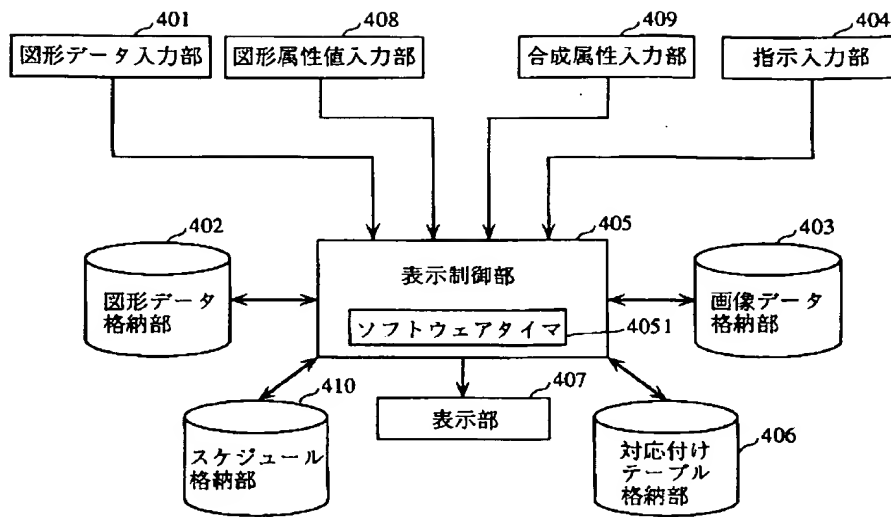 401
408
409
404
図形データ入力部
図形属性値入力部
合成属性入力部
指示入力部
402
405
403
図形データ
格納部
表示制御部
ソフトウェアタイマ
4051
画像データ
格納部
410
407
スケジュール
格納部
表示部
対応付け
テーブル
格納部
406